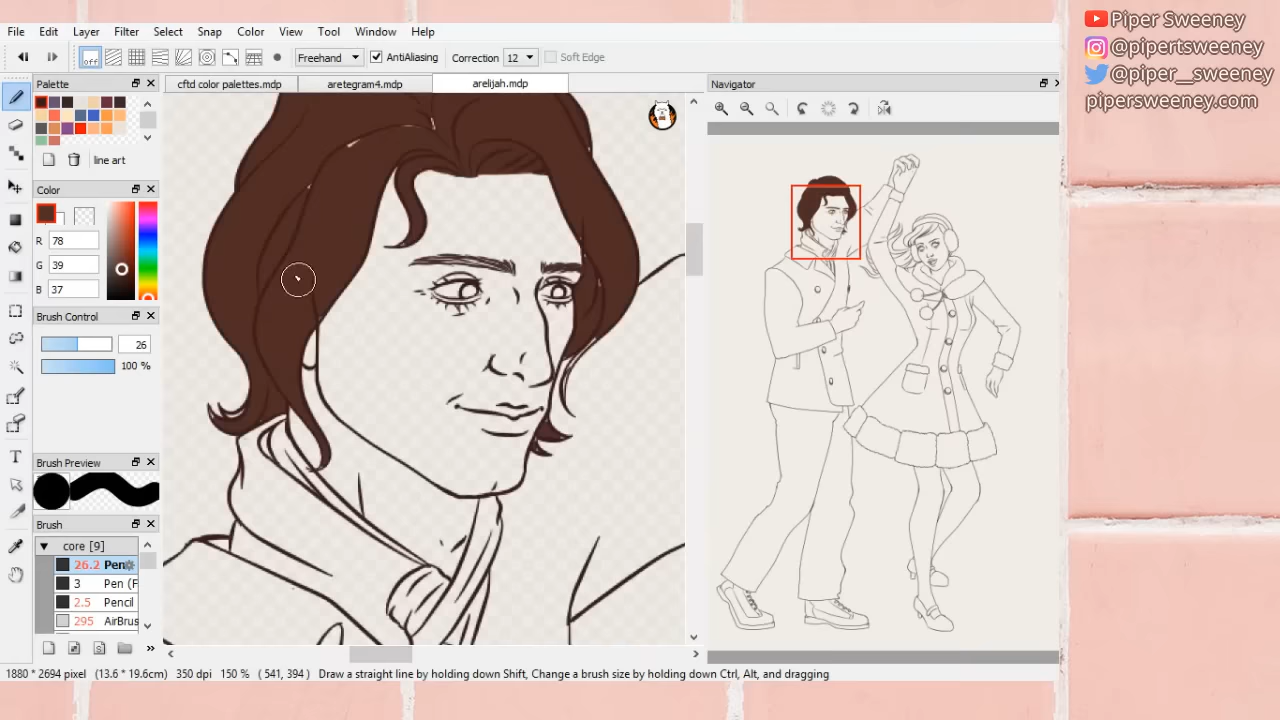 File Edit Layer Filter Select Snap Color View Tool Window Help
off Freehand AntiAliasing Correction 12 Soft Edge
Palette
cftd color palettes.mdp aretegram4.mdp arelijah.mdp
Navigator
line art
Color
R 78
G 39
B 37
Brush Control
26
100 %
Brush Preview
Brush
core [9]
26.2 Pen
3 Pen (F
2.5 Pencil
295 AirBrus
1880 * 2694 pixel (13.6 * 19.6cm) 350 dpi 150 % ( 541, 394 ) Draw a straight line by holding down Shift, Change a brush size by holding down Ctrl, Alt, and dragging
Piper Sweeney
@pipertsweeney
@piper__sweeney
pipersweeney.com